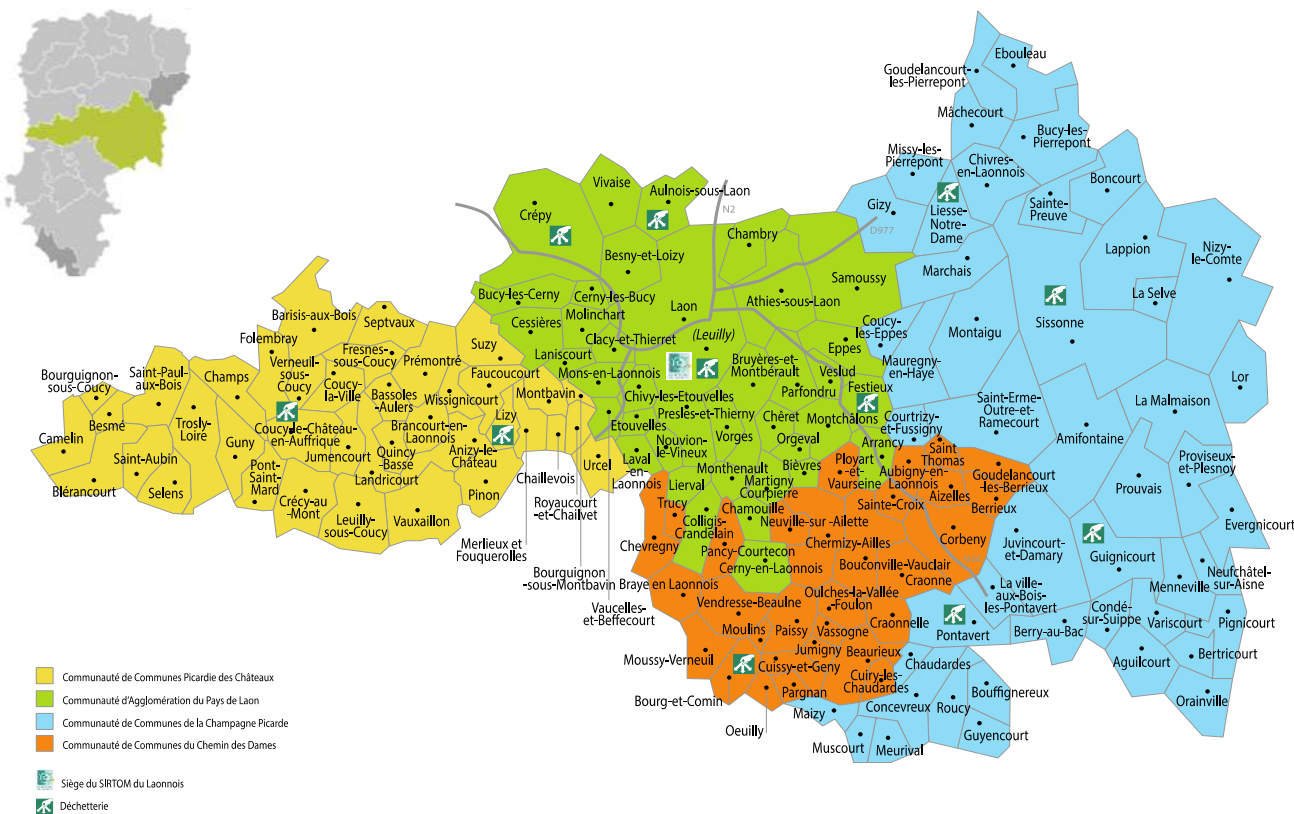 Ebouleau
Goudelancourt-
les-Pierrepont
Mâchecourt
Bucy-les-
Pierrepont
Missy-les-
Pierrepont
Chivres-
en-Laonnois
Boncourt
Vivaise
Aulnois-sous-Laon
Crépy
N2
Gizy
Liesse-
Notre-
Dame
Sainte-
Preuve
D977
Chambry
Besny-et-Loizy
Lappion
Nizy-
le-Comte
Marchais
Samoussy
Bucy-les-Cerny
Cerny-les-Bucy
Athies-sous-Laon
La Selve
Barisis-aux-Bois
Septvaux
Molinchart
Laon
Sissonne
Cessières
Clacy-et-Thierret
(Leuilly)
Coucy-
les-Eppes
Montaigu
Folembray
Suzy
Eppes
Fresnes-
sous-Coucy
Prémontré
Laniscourt
Bruyères-et-
Montbérault
Mauregny-
en-Haye
Verneuil-
sous-
Coucy
Faucoucourt
Mons-en-Laonnois
Veslud
Lor
Bourguignon-
sous-Coucy
Saint-Paul-
aux-Bois
Champs
Coucy-
la-Ville
Bassoles-
Aulers
Wissignicourt
Montbavin
Chivy-les-Etouvelles
Parfondru
Festieux
Besmé
Lizy
Presles-et-Thierny
Montchâlons
Courtrizy-
et-Fussigny
Saint-Erme-
Outre-et-
Ramecourt
La Malmaison
Trosly-
Loire
Coucy-le-Château-
en-Auffrique
Brancourt-en-
Laonnois
Etouvelles
Vorges
Chéret
Amifontaine
Camelin
Guny
Jumencourt
Quincy-
Basse
Anizy-le-
Château
Nouvion-
le-Vineux
Orgeval
Arrancy
Saint
Thomas
Saint-Aubin
Pont-
Saint-
Mard
Landricourt
Urcel
Laval
-en-
Laonnois
Monthenault
Bièvres
Ployart
-et-
Vaurseine
Aubigny-en-
Laonnois
Goudelancourt
-les-Berrieux
Proviseux-
et-Plesnoy
Blérancourt
Selens
Crécy-au
-Mont
Pinon
Chaillevois
Lierval
Martigny
Courpierre
Aizelles
Prouvais
Leuilly-
sous-Coucy
Vauxaillon
Royaucourt
-et-Chailvet
Trucy
Chamouille
Sainte-Croix
Berrieux
Evergnicourt
Colligis-
Crandelain
Neuville-sur-Ailette
Merlieux et
Fouquerolles
Chevregny
Pancy-Courtecon
Chermizy-Ailles
Corbeny
Juvincourt-
et-Damary
Guignicourt
Bourguignon
-sous-Montbavin
Cerny-en-Laonnois
Bouconville-Vauclair
Neufchâtel-
sur-Aisne
Braye en Laonnois
Craonne
La ville-
aux-Bois-
les-Pontavert
Menneville
Vaucelles-
et-Beffecourt
Vendresse-Beaulne
Oulches-la-Vallée
-Foulon
Condé-
sur-Suippe
Variscourt
Pignicourt
Moulins
Paissy
Vassogne
Craonnelle
Pontavert
Berry-au-Bac
Moussy-Verneuil
Jumigny
Beaurieux
Chaudardes
Aguilcourt
Bertricourt
Cuissy-et-Geny
Cuiry-les-
Chaudardes
Bouffignereux
Orainville
Bourg-et-Comin
Pargnan
Maizy
Concevreux
Roucy
Oeuilly
Guyencourt
Muscourt
Meurival
Communauté de Communes Picardie des Châteaux
Communauté d'Agglomération du Pays de Laon
Communauté de Communes de la Champagne Picarde
Communauté de Communes du Chemin des Dames
Siège du SIRTOM du Laonnois
Déchetterie